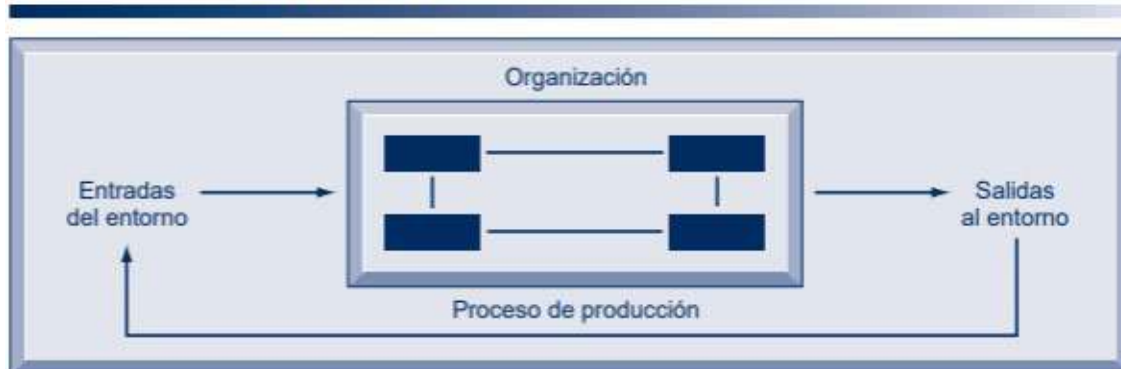 Organización
Entradas
del entorno
Salidas
al entorno
Proceso de producción